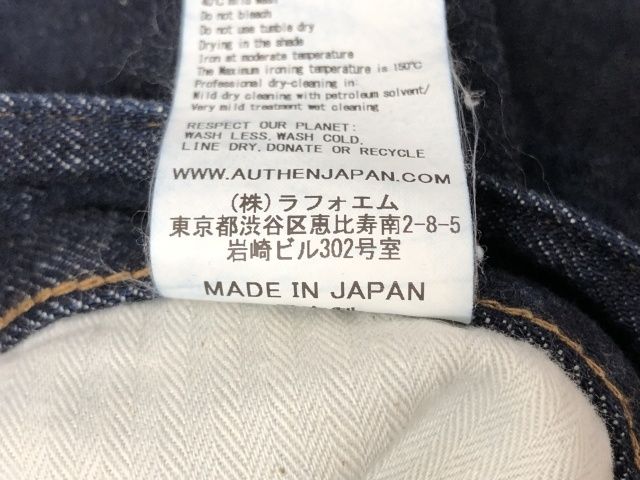 40℃ Mild Wash
Do not bleach
Do not use tumble dry
Drying in the shade
Iron at moderate temperature
The Maximum ironing temperature is 150℃
Professional dry-cleaning in:
Mild dry cleaning with petroleum solvent/
Very mild treatment wet cleaning
RESPECT OUR PLANET:
WASH LESS, WASH COLD,
LINE DRY, DONATE OR RECYCLE
WWW.AUTHENJAPAN.COM
(株)ラフォエム
東京都渋谷区恵比寿南2-8-5
岩崎ビル302号室
MADE IN JAPAN